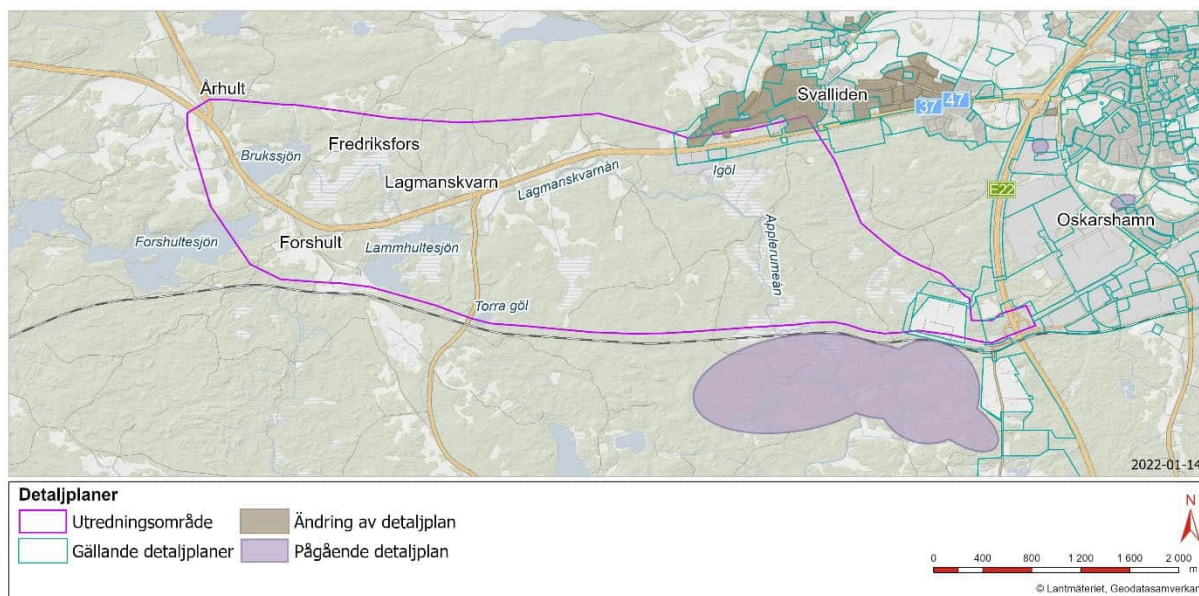 Århult
Svalliden
37
47
Fredriksfors
Brukssjön
Lagmanskvarn
Lagmanskvarnån
Igöl
E22
Oskarshamn
Forshultesjön
Forshult
Lammhultesjön
Applerumeån
Torra göl
2022-01-14
Detaljplaner
Utredningsområde
Ändring av detaljplan
Gällande detaljplaner
Pågående detaljplan
N
0 400 800 1 200 1 600 2 000
m
© Lantmäteriet, Geodatasamverkan